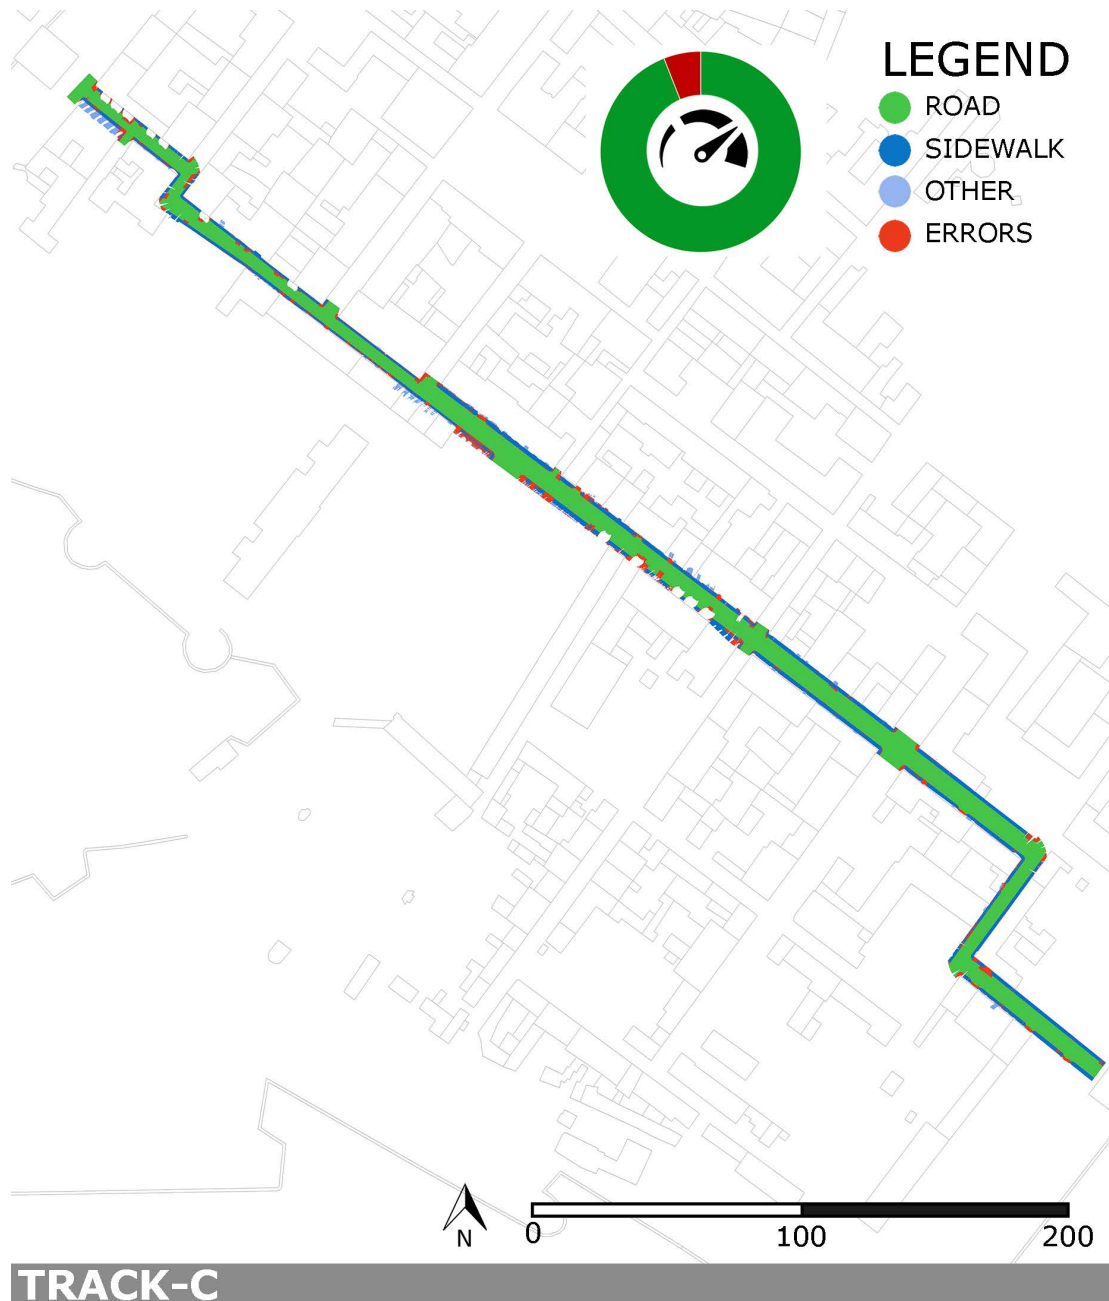 LEGEND
ROAD
SIDEWALK
OTHER
ERRORS
N
0 100 200
TRACK-C